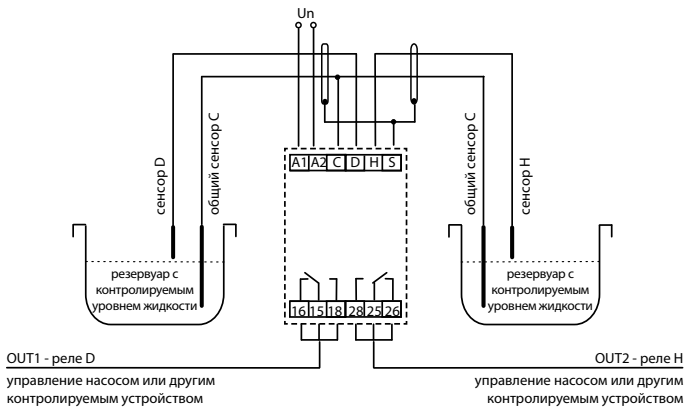 Un
A1 A2 C D H S
сенсор D
общий сенсор C
общий сенсор C
сенсор H
резервуар с
контролируемым
уровнем жидкости
резервуар с
контролируемым
уровнем жидкости
16 15 18 28 25 26
OUT1 - реле D
управление насосом или другим
контролируемым устройством
OUT2 - реле H
управление насосом или другим
контролируемым устройством